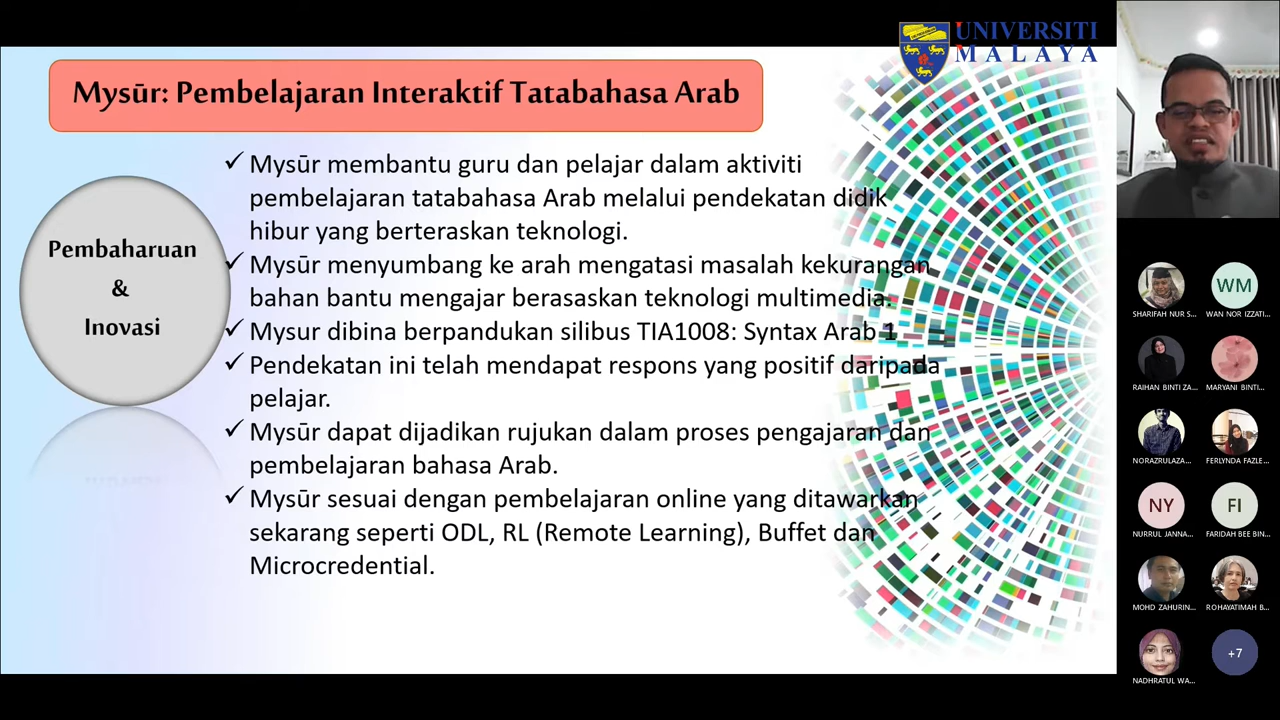 UNIVERSITI
MALAYA
Mysūr: Pembelajaran Interaktif Tatabahasa Arab
Pembaharuan
&
Inovasi
✓ Mysūr membantu guru dan pelajar dalam aktiviti
pembelajaran tatabahasa Arab melalui pendekatan didik
hibur yang berteraskan teknologi.
✓ Mysūr menyumbang ke arah mengatasi masalah kekurangan
bahan bantu mengajar berasaskan teknologi multimedia.
✓ Mysur dibina berpandukan silibus TIA1008: Syntax Arab 1
✓ Pendekatan ini telah mendapat respons yang positif daripada
pelajar.
✓ Mysūr dapat dijadikan rujukan dalam proses pengajaran dan
pembelajaran bahasa Arab.
✓ Mysūr sesuai dengan pembelajaran online yang ditawarkan
sekarang seperti ODL, RL (Remote Learning), Buffet dan
Microcredential.
WM
SHARIFAH NUR S...
WAN NOR IZZATI...
RAIHAN BINTI ZA...
MARYANI BINTI...
NORAZRULAZA...
FERLYNDA FAZLE...
NY
FI
NURRUL JANNA...
FARIDAH BEE BIN...
MOHD ZAHURIN...
ROHAYATIMAH B...
+7
NADHRATUL WA...